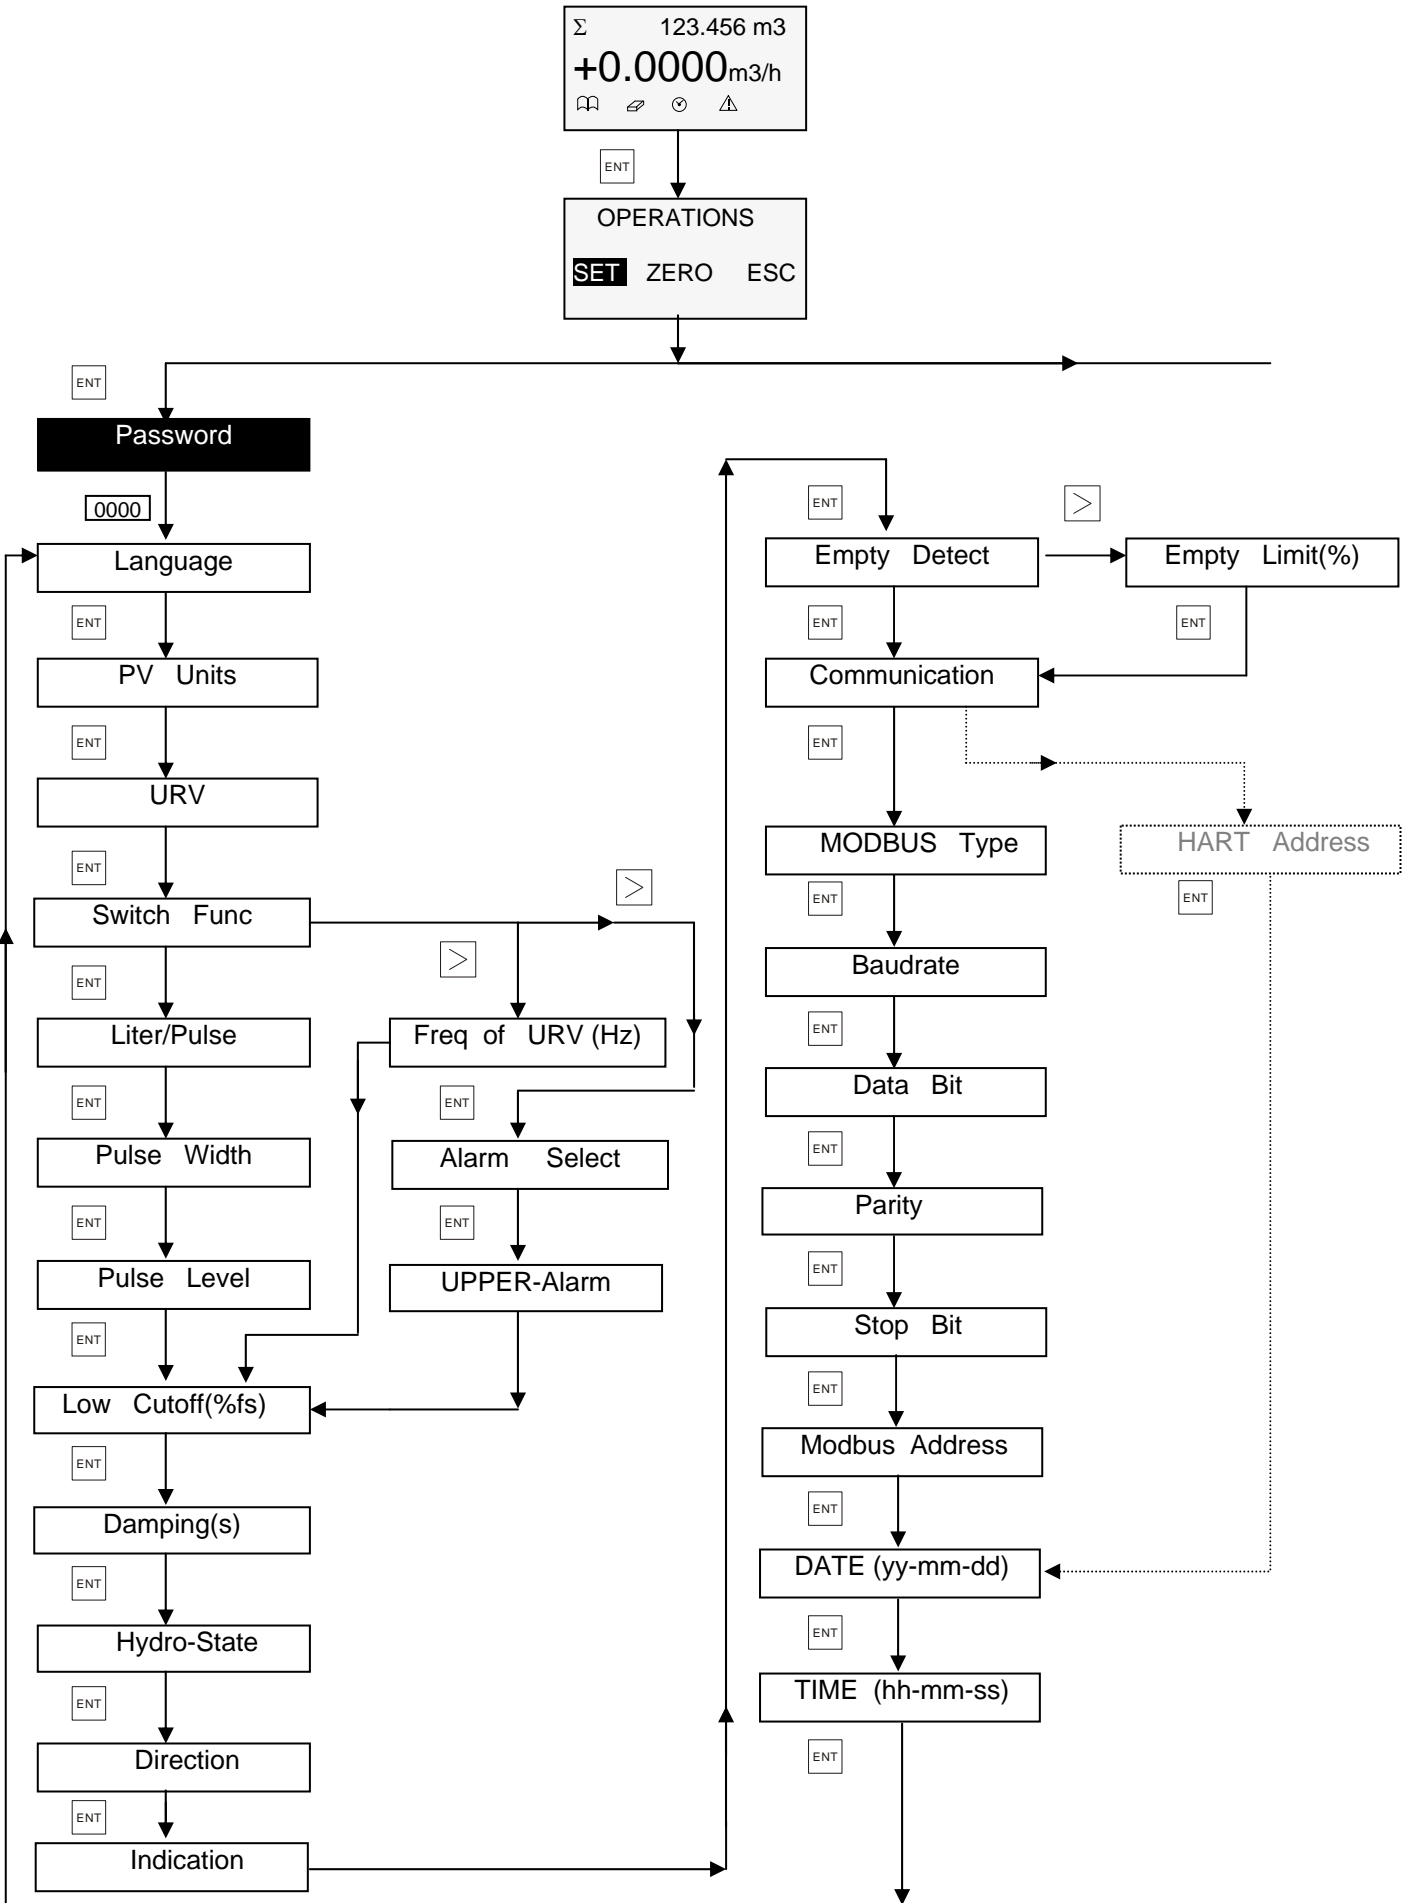 Σ 123.456 m3
+0.0000m3/h
ENT
OPERATIONS
SET ZERO ESC
ENT
Password
0000
Language
ENT
PV Units
ENT
URV
ENT
Switch Func
>
>
ENT
Liter/Pulse
Freq of URV (Hz)
ENT
ENT
Pulse Width
Alarm Select
ENT
ENT
Pulse Level
UPPER-Alarm
ENT
Low Cutoff(%fs)
ENT
Damping(s)
ENT
Hydro-State
ENT
Direction
ENT
Indication
ENT
>
Empty Detect
Empty Limit(%)
ENT
ENT
Communication
ENT
MODBUS Type
HART Address
ENT
ENT
Baudrate
ENT
Data Bit
ENT
Parity
ENT
Stop Bit
ENT
Modbus Address
ENT
DATE (yy-mm-dd)
ENT
TIME (hh-mm-ss)
ENT